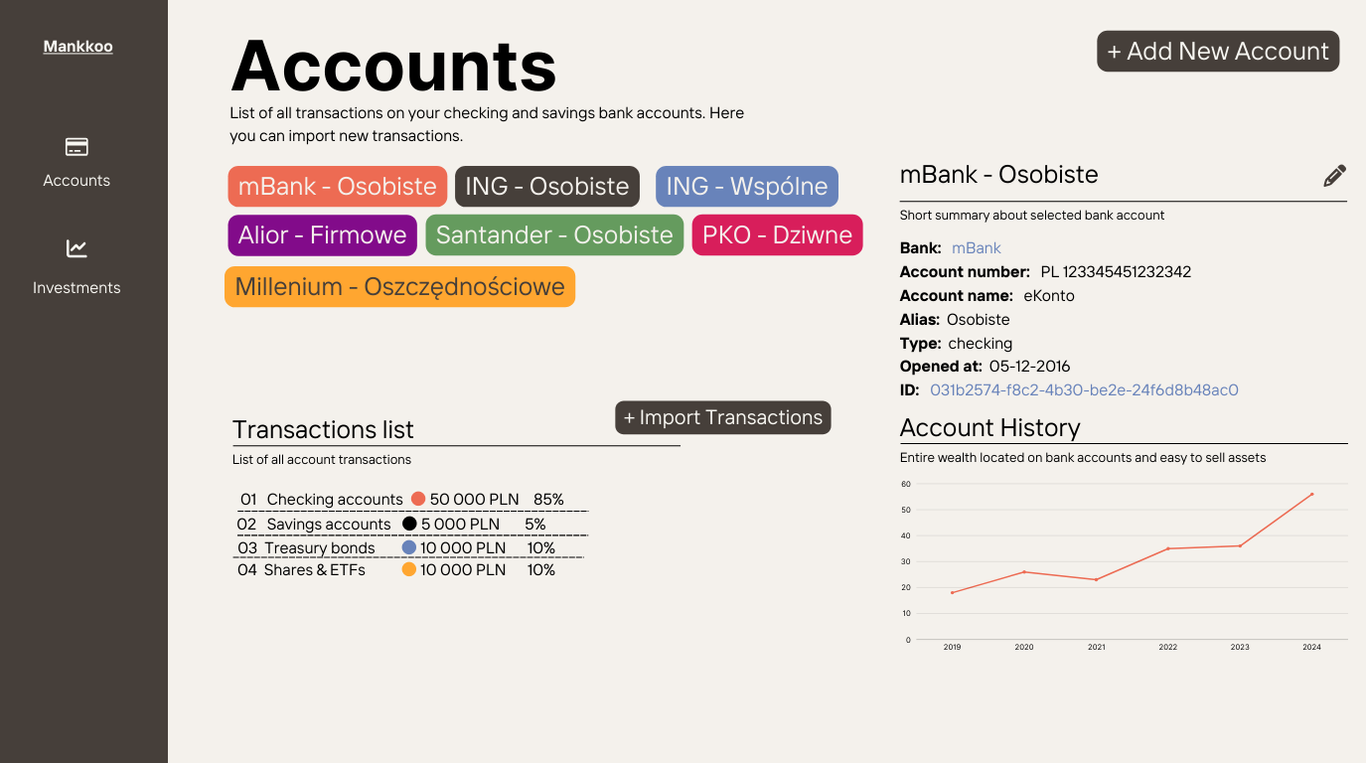 Mankkoo
Accounts
Investments
Accounts
+ Add New Account
List of all transactions on your checking and savings bank accounts. Here
you can import new transactions.
mBank - Osobiste
ING - Osobiste
ING - Wspólne
Alior - Firmowe
Santander - Osobiste
PKO - Dziwne
Millenium - Oszczędnościowe
Transactions list
+ Import Transactions
List of all account transactions
01 Checking accounts 50 000 PLN 85%
02 Savings accounts 5 000 PLN 5%
03 Treasury bonds 10 000 PLN 10%
04 Shares & ETFs 10 000 PLN 10%
mBank - Osobiste
Short summary about selected bank account
Bank: mBank
Account number: PL 123345451232342
Account name: eKonto
Alias: Osobiste
Type: checking
Opened at: 05-12-2016
ID: 031b2574-f8c2-4b30-be2e-24f6d8b48ac0
Account History
Entire wealth located on bank accounts and easy to sell assets
60
50
40
30
20
10
0
2019 2020 2021 2022 2023 2024